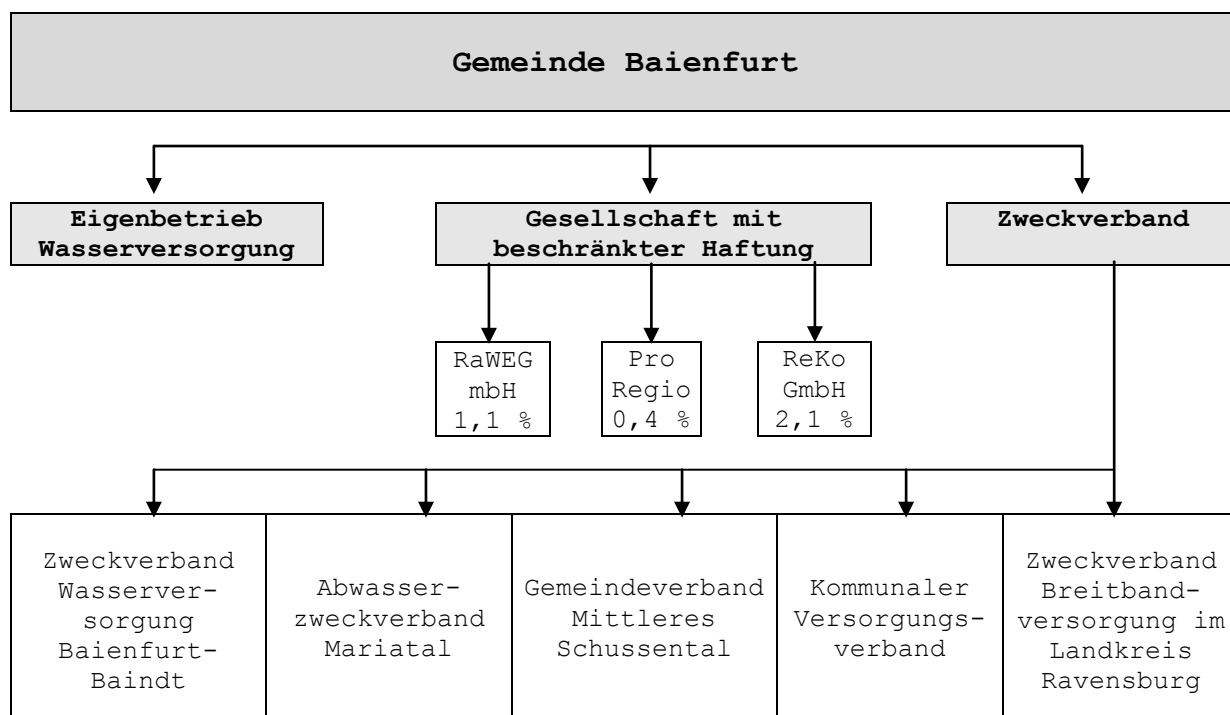 Gemeinde Baienfurt
Eigenbetrieb
Wasserversorgung
Gesellschaft mit
beschränkter Haftung
Zweckverband
RaWEG
mbH
1,1 %
Pro
Regio
0,4 %
ReKo
GmbH
2,1 %
Zweckverband
Wasserver-
sorgung
Baienfurt-
Baindt
Abwasser-
zweckverband
Mariatal
Gemeindeverband
Mittleres
Schussental
Kommunaler
Versorgungs-
verband
Zweckverband
Breitband-
versorgung im
Landkreis
Ravensburg